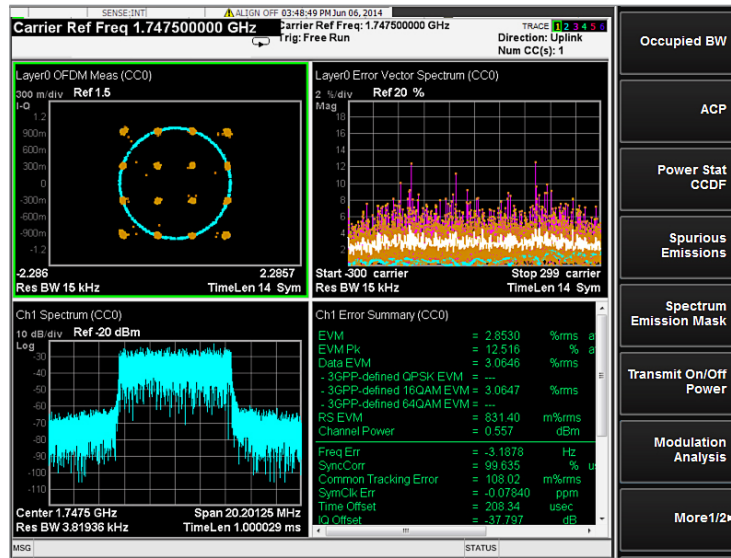 SENSE:INT ALIGN OFF 03:48:49 PM Jun 06, 2014
Carrier Ref Freq 1.747500000 GHz Carrier Ref Freq: 1.747500000 GHz TRACE 1 2 3 4 5 6
Trig: Free Run Direction: Uplink
Num CC(s): 1
Layer0 OFDM Meas (CC0)
300 m/div Ref 1.5
I-Q
1.2
900m
600m
300m
0
-300m
-600m
-900m
-1.2
-2.286 2.2857
Res BW 15 kHz TimeLen 14 Sym
Layer0 Error Vector Spectrum (CC0)
2 %/div Ref 20 %
Mag
18
16
14
12
10
8
6
4
2
Start -300 carrier Stop 299 carrier
Res BW 15 kHz TimeLen 14 Sym
Ch1 Spectrum (CC0)
10 dB/div Ref -20 dBm
Log
-30
-40
-50
-60
-70
-80
-90
-100
-110
Center 1.7475 GHz Span 20.20125 MHz
Res BW 3.81936 kHz TimeLen 1.000029 ms
Ch1 Error Summary (CC0)
EVM = 2.8530 %rms
EVM Pk = 12.516 %
Data EVM = 3.0646 %rms
- 3GPP-defined QPSK EVM = ---
- 3GPP-defined 16QAM EVM = 3.0647 %rms
- 3GPP-defined 64QAM EVM = ---
RS EVM = 831.40 m%rms
Channel Power = 0.557 dBm
Freq Err = -3.1878 Hz
SyncCorr = 99.635 %
Common Tracking Error = 108.02 m%rms
SymClk Err = -0.07840 ppm
Time Offset = 208.34 usec
IQ Offset = -37.797 dB
MSG STATUS
Occupied BW
ACP
Power Stat
CCDF
Spurious
Emissions
Spectrum
Emission Mask
Transmit On/Off
Power
Modulation
Analysis
More1/2